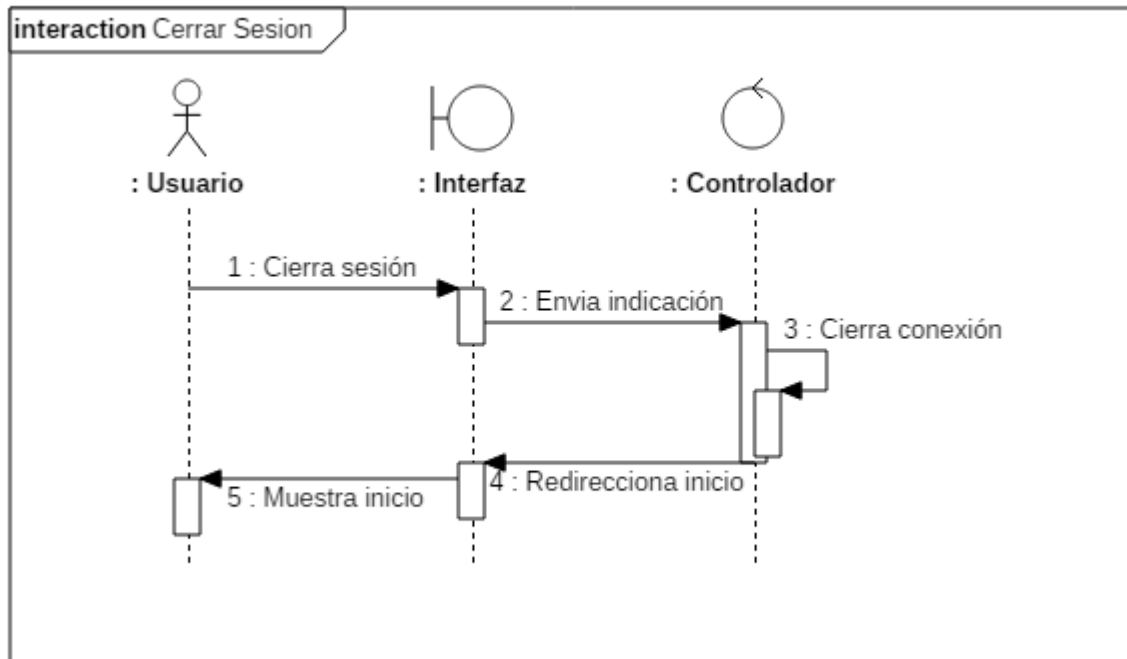 interaction Cerrar Sesion
: Usuario
: Interfaz
: Controlador
1 : Cierra sesión
2 : Envia indicación
3 : Cierra conexión
4 : Redirecciona inicio
5 : Muestra inicio